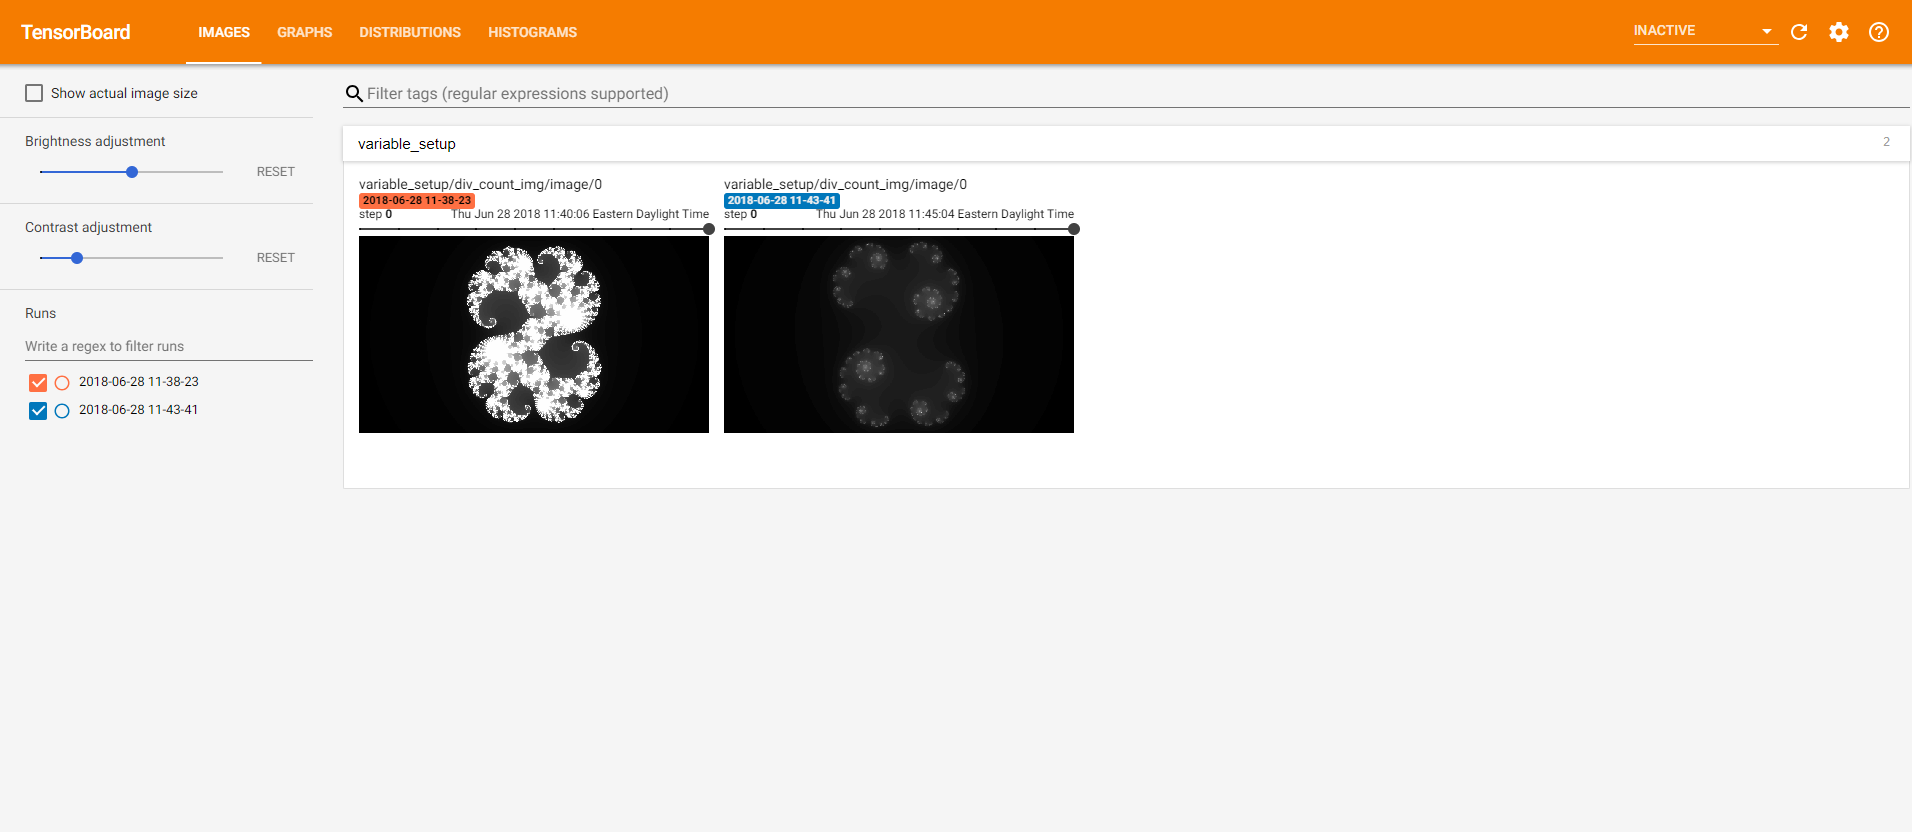 TensorBoard IMAGES GRAPHS DISTRIBUTIONS HISTOGRAMS INACTIVE
Show actual image size
Brightness adjustment
RESET
Contrast adjustment
RESET
Runs
Write a regex to filter runs
2018-06-28 11-38-23
2018-06-28 11-43-41
Filter tags (regular expressions supported)
variable_setup 2
variable_setup/div_count_img/image/0
2018-06-28 11-38-23
step 0 Thu Jun 28 2018 11:40:06 Eastern Daylight Time
variable_setup/div_count_img/image/0
2018-06-28 11-43-41
step 0 Thu Jun 28 2018 11:45:04 Eastern Daylight Time